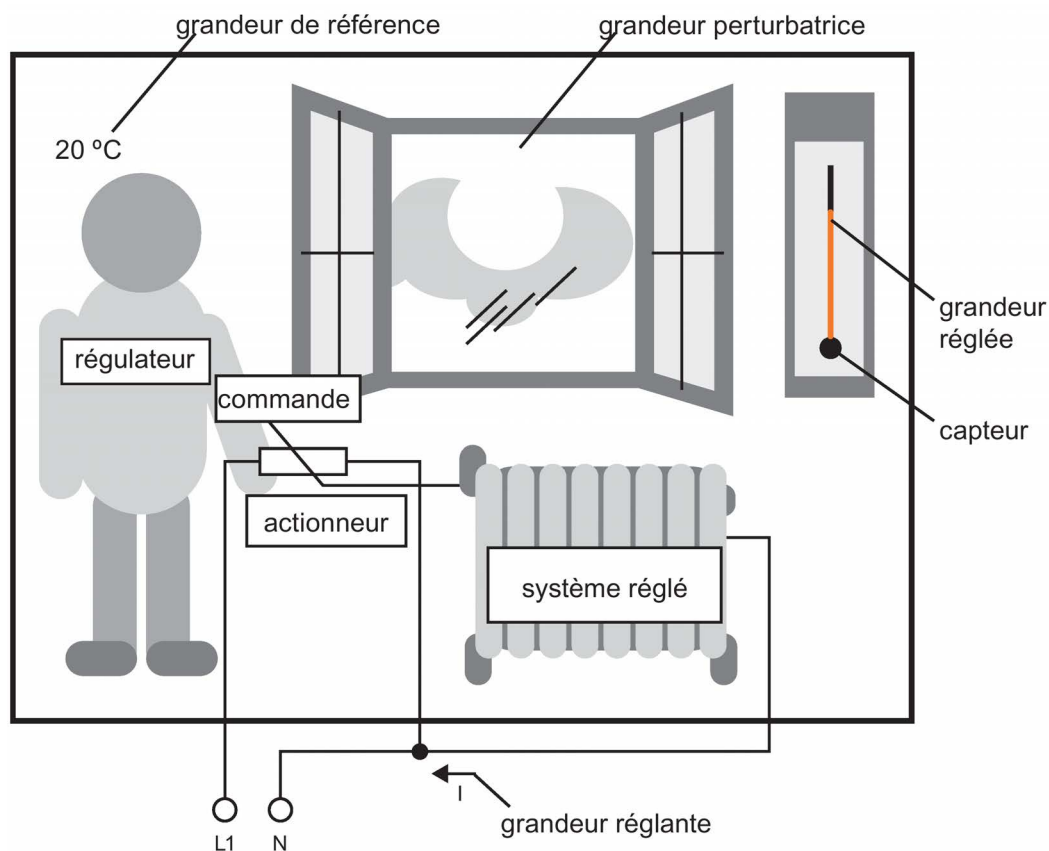 grandeur de référence
grandeur perturbatrice
20 ºC
grandeur
réglée
régulateur
commande
capteur
actionneur
système réglé
I
grandeur réglante
L1
N